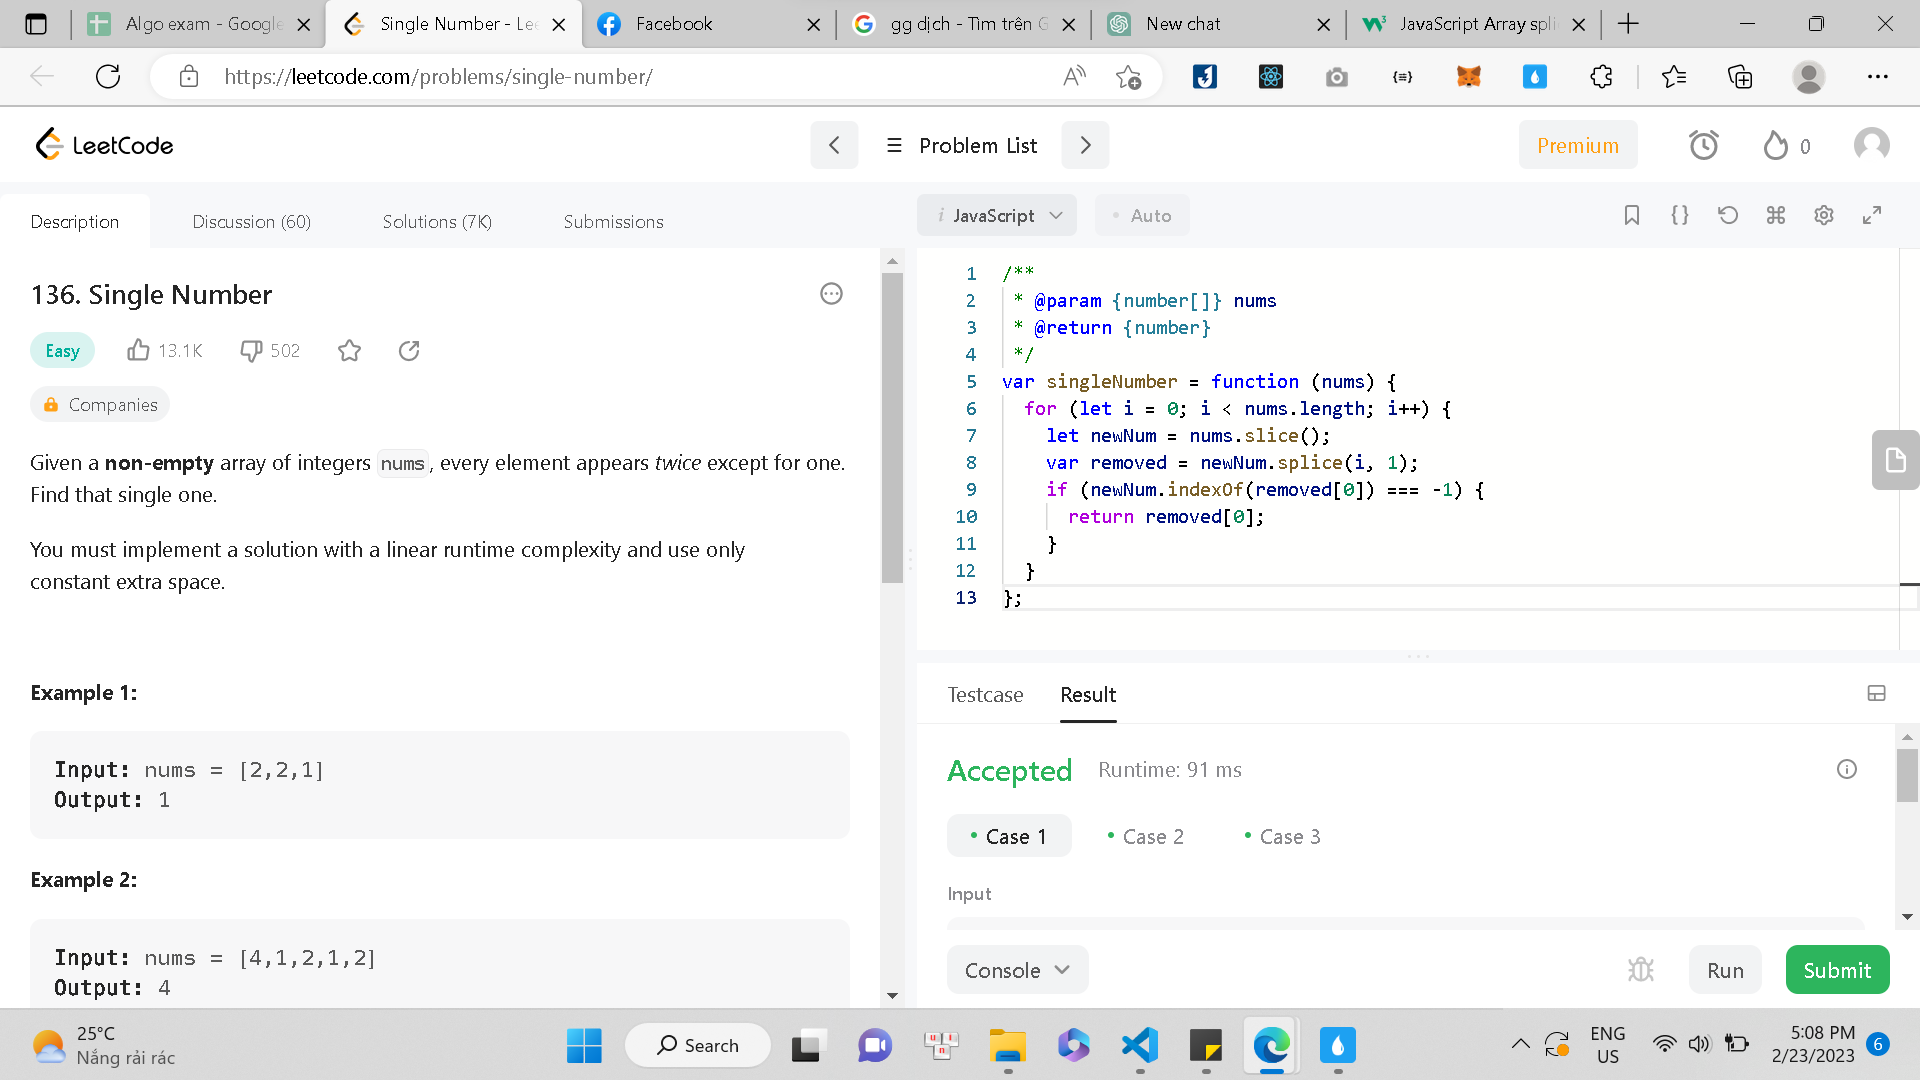 Algo exam - Google
Single Number - Lee
Facebook
gg dịch - Tìm trên G
New chat
JavaScript Array spli
https://leetcode.com/problems/single-number/
LeetCode
Problem List
Premium
0
Description
Discussion (60)
Solutions (7K)
Submissions
i JavaScript
• Auto
136. Single Number
Easy
13.1K
502
Companies
Given a non-empty array of integers nums, every element appears twice except for one.
Find that single one.
You must implement a solution with a linear runtime complexity and use only
constant extra space.
Example 1:
Input: nums = [2,2,1]
Output: 1
Example 2:
Input: nums = [4,1,2,1,2]
Output: 4
1 /**
2 * @param {number[]} nums
3 * @return {number}
4 */
5 var singleNumber = function (nums) {
6 for (let i = 0; i < nums.length; i++) {
7 let newNum = nums.slice();
8 var removed = newNum.splice(i, 1);
9 if (newNum.indexOf(removed[0]) === -1) {
10 return removed[0];
11 }
12 }
13 };
Testcase
Result
Accepted
Runtime: 91 ms
• Case 1
• Case 2
• Case 3
Input
Console
Run
Submit
25°C
Nắng rải rác
Search
ENG
US
5:08 PM
2/23/2023
6